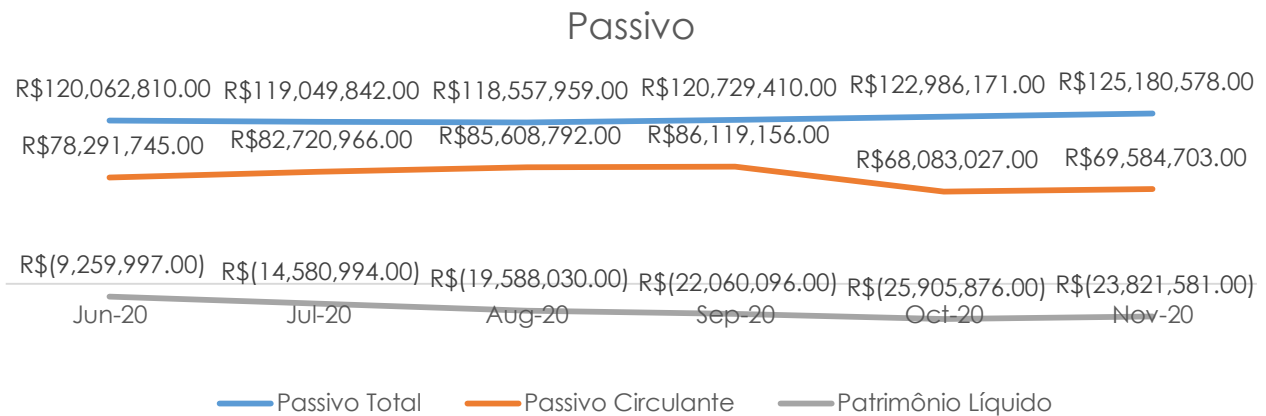 Passivo
R$120,062,810.00 R$119,049,842.00 R$118,557,959.00 R$120,729,410.00 R$122,986,171.00 R$125,180,578.00
R$78,291,745.00 R$82,720,966.00 R$85,608,792.00 R$86,119,156.00 R$68,083,027.00 R$69,584,703.00
R$(9,259,997.00) R$(14,580,994.00) R$(19,588,030.00) R$(22,060,096.00) R$(25,905,876.00) R$(23,821,581.00)
Jun-20 Jul-20 Aug-20 Sep-20 Oct-20 Nov-20
Passivo Total Passivo Circulante Patrimônio Líquido